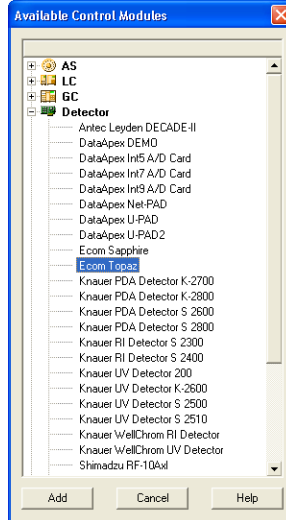 Available Control Modules
AS
LC
GC
Detector
Antec Leyden DECADE-II
DataApex DEMO
DataApex Int5 A/D Card
DataApex Int7 A/D Card
DataApex Int9 A/D Card
DataApex Net-PAD
DataApex U-PAD
DataApex U-PAD2
Ecom Sapphire
Ecom Topaz
Knauer PDA Detector K-2700
Knauer PDA Detector K-2800
Knauer PDA Detector S 2600
Knauer PDA Detector S 2800
Knauer RI Detector S 2300
Knauer RI Detector S 2400
Knauer UV Detector 200
Knauer UV Detector K-2600
Knauer UV Detector S 2500
Knauer UV Detector S 2510
Knauer WellChrom RI Detector
Knauer WellChrom UV Detector
Shimadzu RF-10Axl
Add Cancel Help